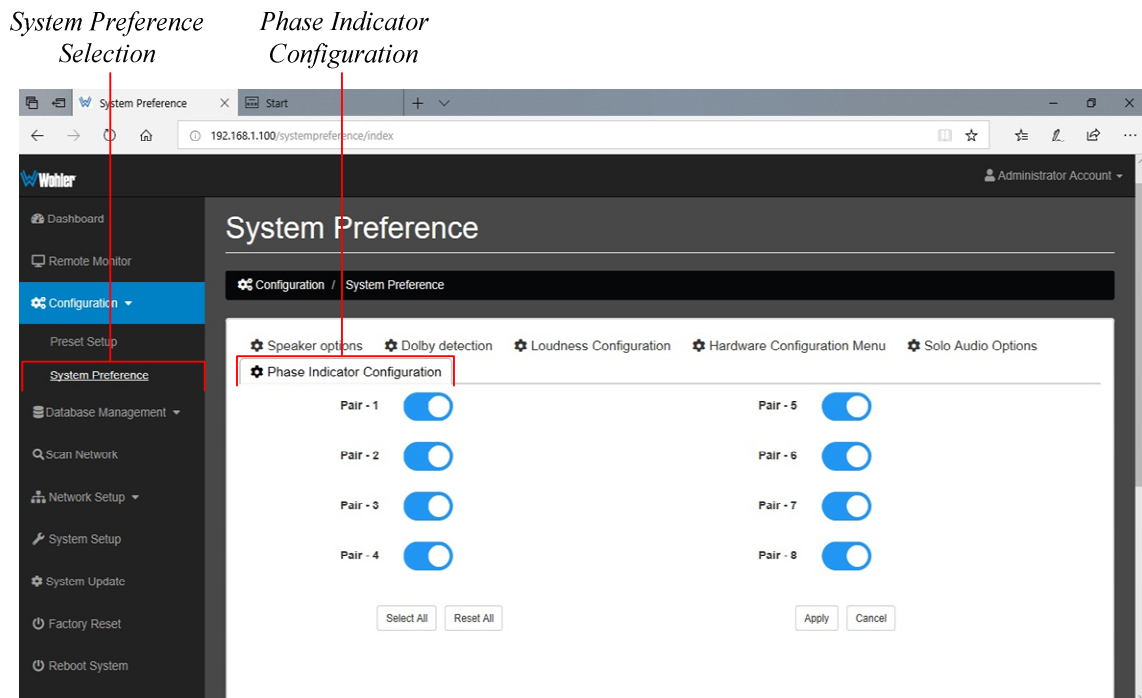 System Preference Selection
Phase Indicator Configuration
System Preference
Start
192.168.1.100/systempreference/index
Wohler
Administrator Account
Dashboard
Remote Monitor
Configuration
Preset Setup
System Preference
Database Management
Scan Network
Network Setup
System Setup
System Update
Factory Reset
Reboot System
System Preference
Configuration / System Preference
Speaker options Dolby detection Loudness Configuration Hardware Configuration Menu Solo Audio Options
Phase Indicator Configuration
Pair - 1 Pair - 5
Pair - 2 Pair - 6
Pair - 3 Pair - 7
Pair - 4 Pair - 8
Select All Reset All Apply Cancel